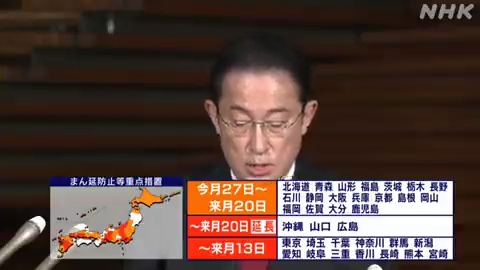 NHK
まん延防止等重点措置
今月27日〜
来月20日
北海道 青森 山形 福島 茨城 栃木 長野
石川 静岡 大阪 兵庫 京都 島根 岡山
福岡 佐賀 大分 鹿児島
〜来月20日 延長
沖縄 山口 広島
〜来月13日
東京 埼玉 千葉 神奈川 群馬 新潟
愛知 岐阜 三重 香川 長崎 熊本 宮崎